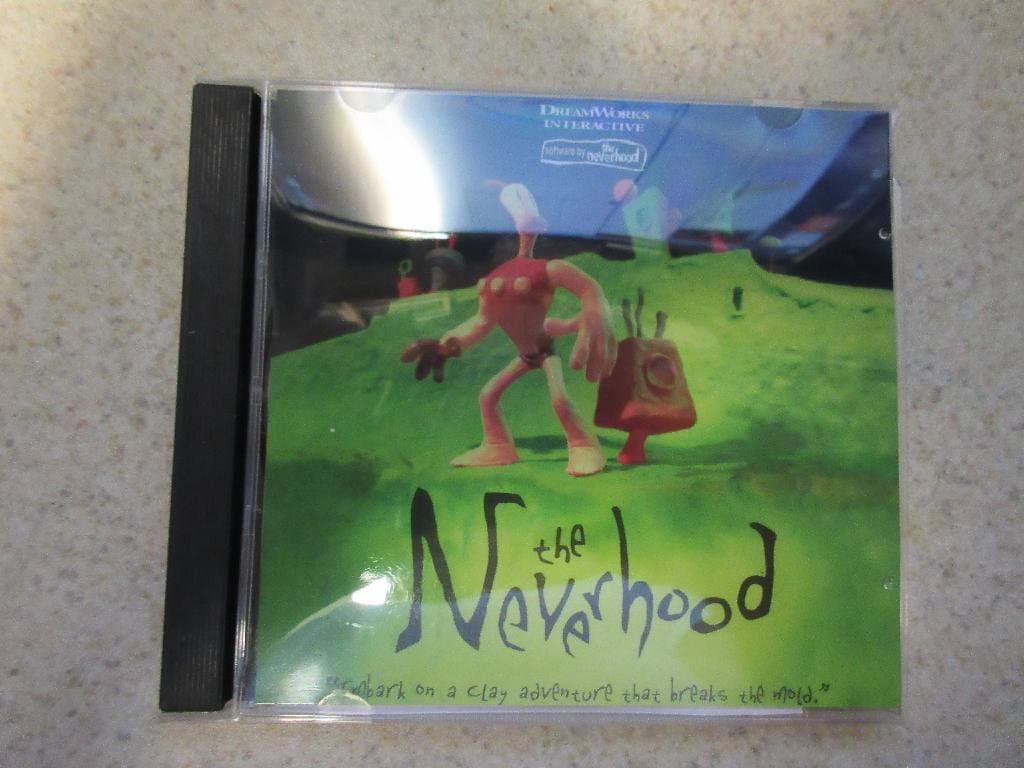 DREAMWORKS
INTERACTIVE
software by the neverhood
the
Neverhood
"Embark on a clay adventure that breaks the mold."